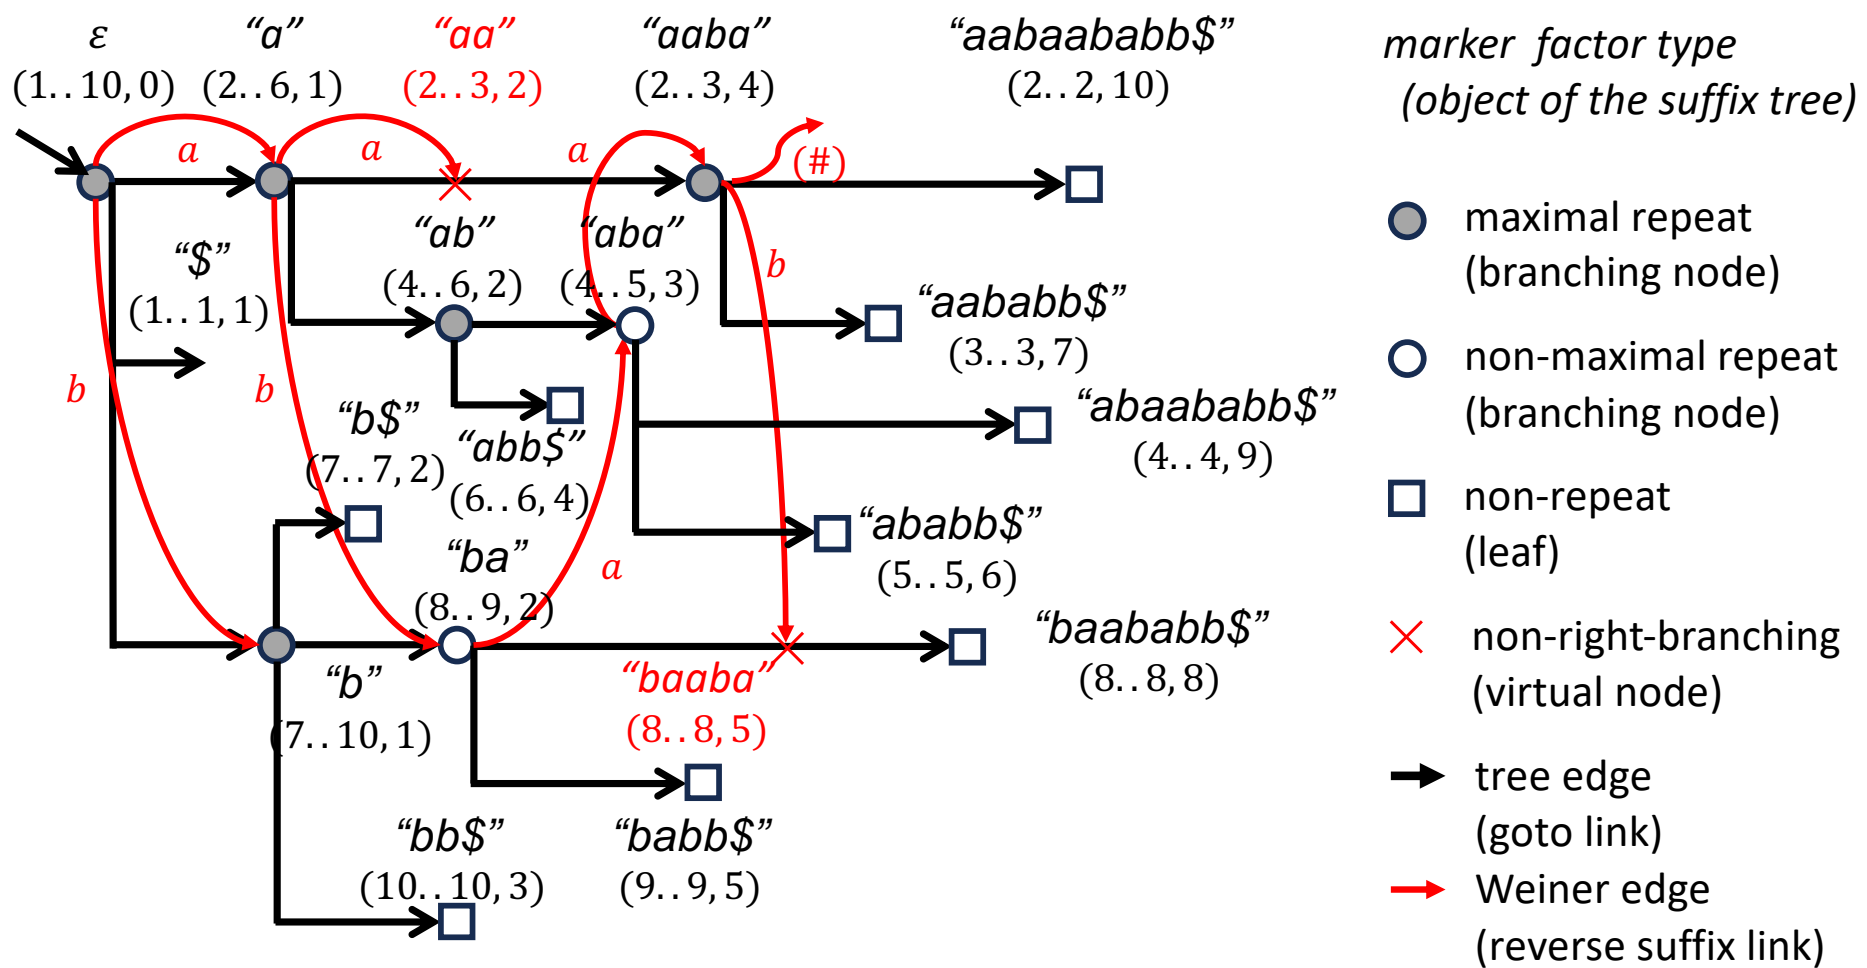 ε “a” “aa” “aaba” “aabaababb$”
(1..10,0) (2..6,1) (2..3,2) (2..3,4) (2..2,10)
a a a (#)
“ab” “aba”
“$” (4..6,2) (4..5,3) b
(1..1,1) “aababb$”
(3..3,7)
b b
“b$” “abaababb$”
(7..7,2) “abb$” (4..4,9)
(6..6,4)
“ababb$”
“ba” a (5..5,6)
(8..9,2)
“baababb$”
“b” “baaba” (8..8,8)
(7..10,1) (8..8,5)
“bb$” “babb$”
(10..10,3) (9..9,5)
marker factor type
(object of the suffix tree)
maximal repeat
(branching node)
non-maximal repeat
(branching node)
non-repeat
(leaf)
non-right-branching
(virtual node)
tree edge
(goto link)
Weiner edge
(reverse suffix link)